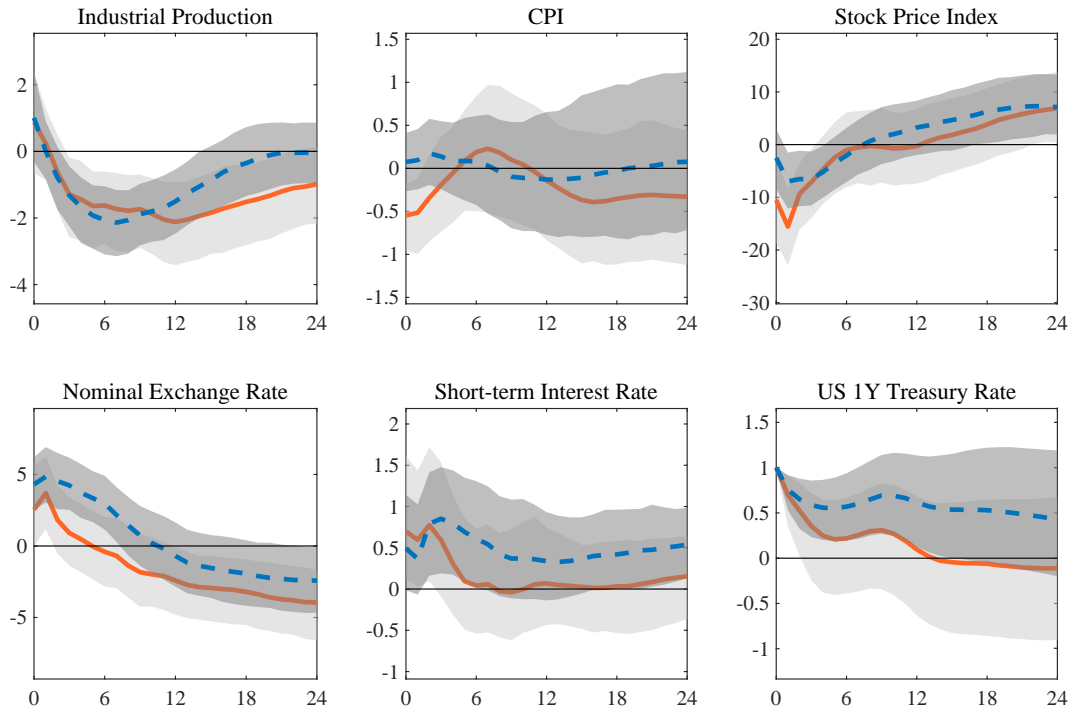 Industrial Production
CPI
Stock Price Index
2
0
-2
-4
0 6 12 18 24
1.5
1
0.5
0
-0.5
-1
-1.5
0 6 12 18 24
20
10
0
-10
-20
-30
0 6 12 18 24
Nominal Exchange Rate
Short-term Interest Rate
US 1Y Treasury Rate
5
0
-5
0 6 12 18 24
2
1.5
1
0.5
0
-0.5
-1
0 6 12 18 24
1.5
1
0.5
0
-0.5
-1
0 6 12 18 24